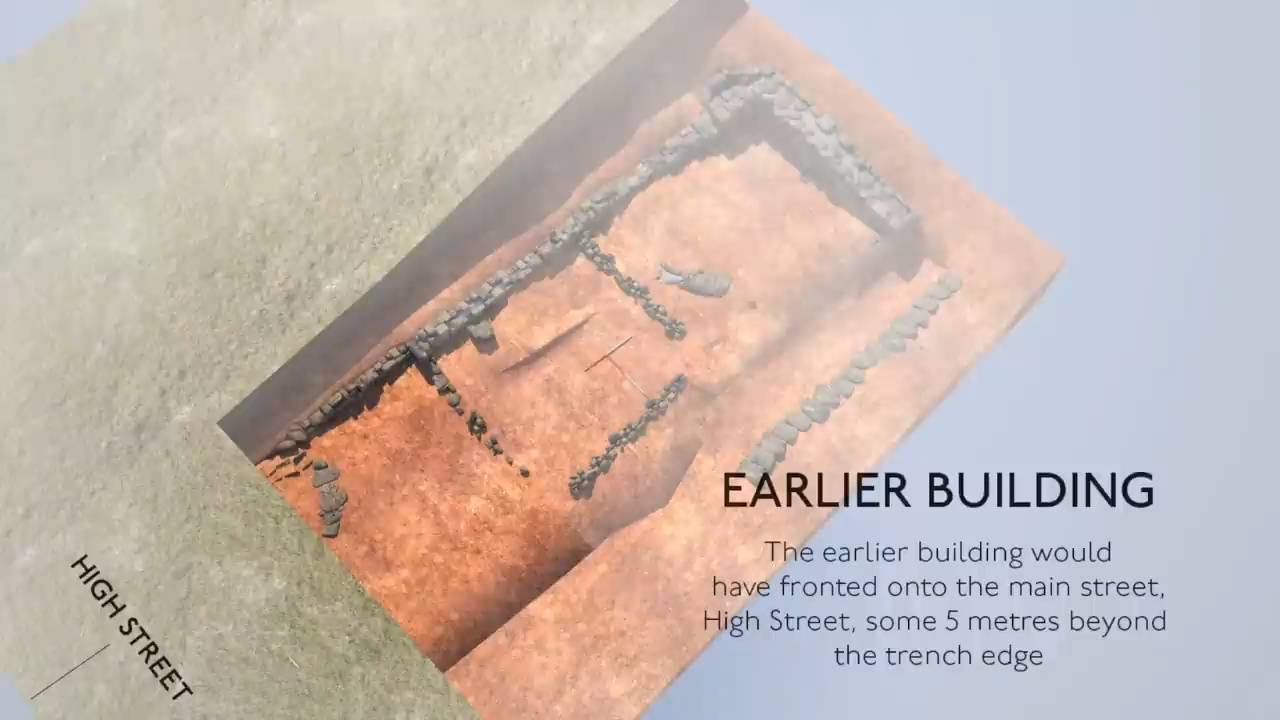 EARLIER BUILDING
The earlier building would
have fronted onto the main street,
High Street, some 5 metres beyond
the trench edge
HIGH STREET